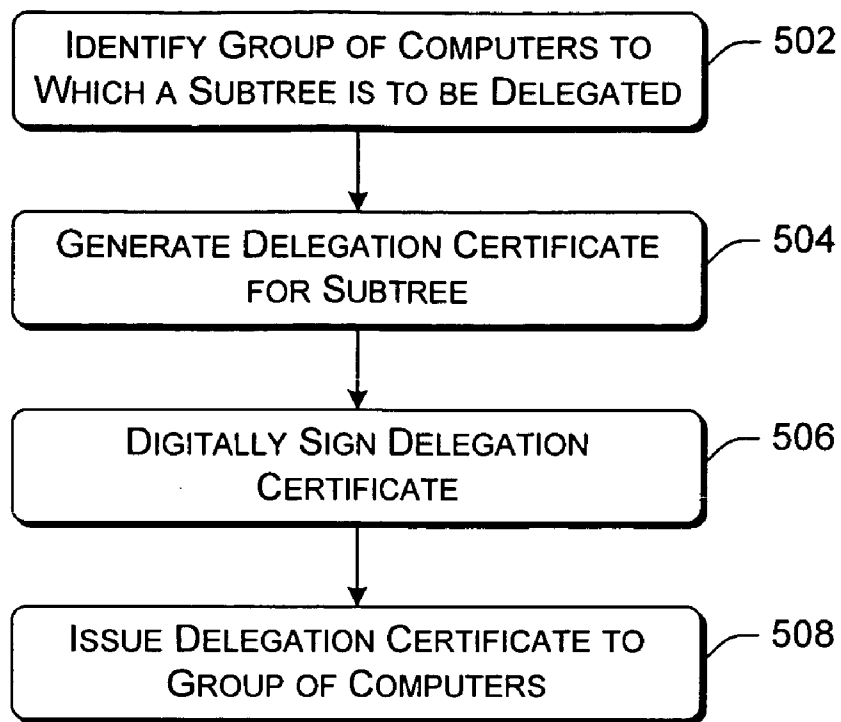 IDENTIFY GROUP OF COMPUTERS TO
WHICH A SUBTREE IS TO BE DELEGATED
502
GENERATE DELEGATION CERTIFICATE
FOR SUBTREE
504
DIGITALLY SIGN DELEGATION
CERTIFICATE
506
ISSUE DELEGATION CERTIFICATE TO
GROUP OF COMPUTERS
508